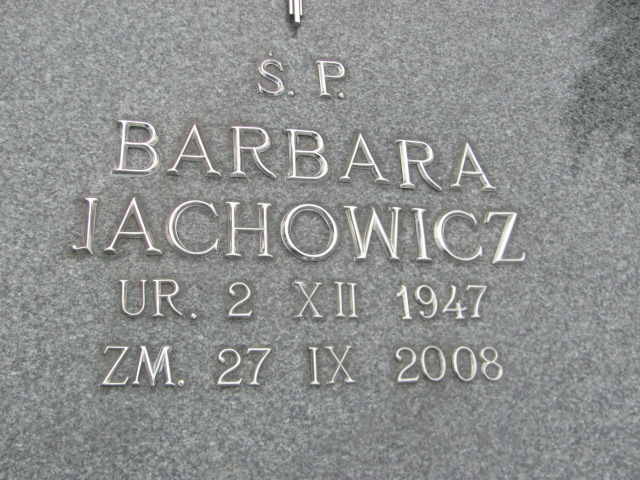 Ś. P.
BARBARA
JACHOWICZ
UR. 2 XII 1947
ZM. 27 IX 2008